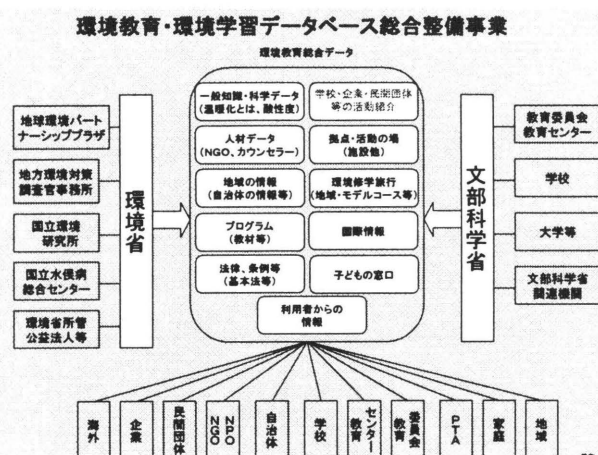 環境教育・環境学習データベース総合整備事業
環境教育総合データ
地球環境パート
ナーシッププラザ
地方環境対策
調査官事務所
国立環境
研究所
国立水俣病
総合センター
環境省所管
公益法人等
環境省
一般知識・科学データ
(温暖化とは、酸性度)
学校・企業・民間団体
等の活動紹介
人材データ
(NGO、カウンセラー)
拠点・活動の場
(施設他)
地域の情報
(自治体の情報等)
環境修学旅行
(地域・モデルコース等)
プログラム
(教材等)
国際情報
法律、条例等
(基本法等)
子どもの窓口
利用者からの
情報
文部科学省
教育委員会
教育センター
学校
大学等
文部科学省
関連機関
海外
企業
民間団体
NPO
NGO
自治体
学校
教育
センター
教育
委員会
PTA
家庭
地域